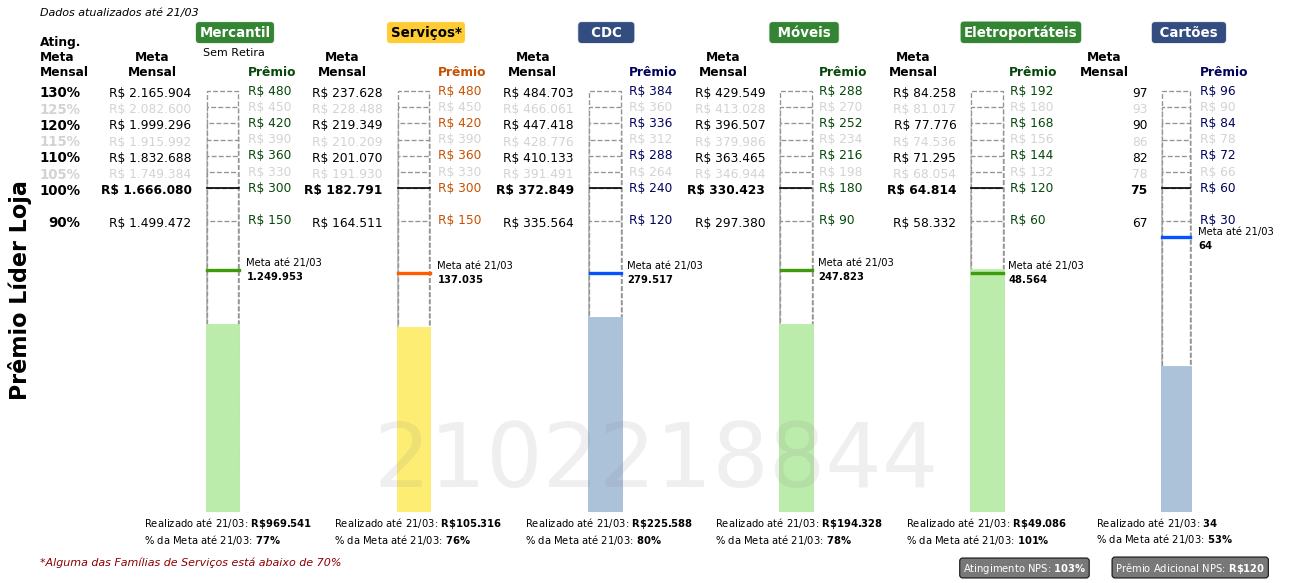 Dados atualizados até 21/03
Mercantil Serviços* CDC Móveis Eletroportáteis Cartões
Sem Retira
Ating. Meta Mensal
Meta Mensal Prêmio Meta Mensal Prêmio Meta Mensal Prêmio Meta Mensal Prêmio Meta Mensal Prêmio Meta Mensal Prêmio
130% R$ 2.165.904 R$ 480 R$ 237.628 R$ 480 R$ 484.703 R$ 384 R$ 429.549 R$ 288 R$ 84.258 R$ 192 97 R$ 96
125% R$ 2.082.600 R$ 450 R$ 228.488 R$ 450 R$ 466.061 R$ 360 R$ 413.028 R$ 270 R$ 81.017 R$ 180 93 R$ 90
120% R$ 1.999.296 R$ 420 R$ 219.349 R$ 420 R$ 447.418 R$ 336 R$ 396.507 R$ 252 R$ 77.776 R$ 168 90 R$ 84
115% R$ 1.915.992 R$ 390 R$ 210.209 R$ 390 R$ 428.776 R$ 312 R$ 379.986 R$ 234 R$ 74.536 R$ 156 86 R$ 78
110% R$ 1.832.688 R$ 360 R$ 201.070 R$ 360 R$ 410.133 R$ 288 R$ 363.465 R$ 216 R$ 71.295 R$ 144 82 R$ 72
105% R$ 1.749.384 R$ 330 R$ 191.930 R$ 330 R$ 391.491 R$ 264 R$ 346.944 R$ 198 R$ 68.054 R$ 132 78 R$ 66
100% R$ 1.666.080 R$ 300 R$ 182.791 R$ 300 R$ 372.849 R$ 240 R$ 330.423 R$ 180 R$ 64.814 R$ 120 75 R$ 60
90% R$ 1.499.472 R$ 150 R$ 164.511 R$ 150 R$ 335.564 R$ 120 R$ 297.380 R$ 90 R$ 58.332 R$ 60 67 R$ 30
Meta até 21/03
64
Meta até 21/03 Meta até 21/03 Meta até 21/03 Meta até 21/03 Meta até 21/03
1.249.953 137.035 279.517 247.823 48.564
Prêmio Líder Loja
2102218844
Realizado até 21/03: R$969.541 Realizado até 21/03: R$105.316 Realizado até 21/03: R$225.588 Realizado até 21/03: R$194.328 Realizado até 21/03: R$49.086 Realizado até 21/03: 34
% da Meta até 21/03: 77% % da Meta até 21/03: 76% % da Meta até 21/03: 80% % da Meta até 21/03: 78% % da Meta até 21/03: 101% % da Meta até 21/03: 53%
*Alguma das Famílias de Serviços está abaixo de 70%
Atingimento NPS: 103% Prêmio Adicional NPS: R$120